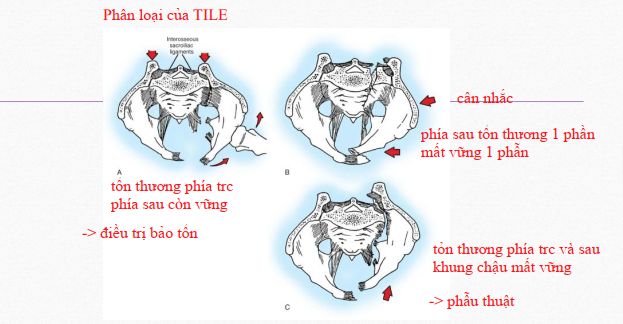 Phân loại của TILE
Interosseous
sacroiliac
ligaments
A
tổn thương phía trc
phía sau còn vững
-> điều trị bảo tồn
B
cân nhắc
phía sau tổn thương 1 phần
mất vững 1 phần
C
tổn thương phía trc và sau
khung chậu mất vững
-> phẫu thuật